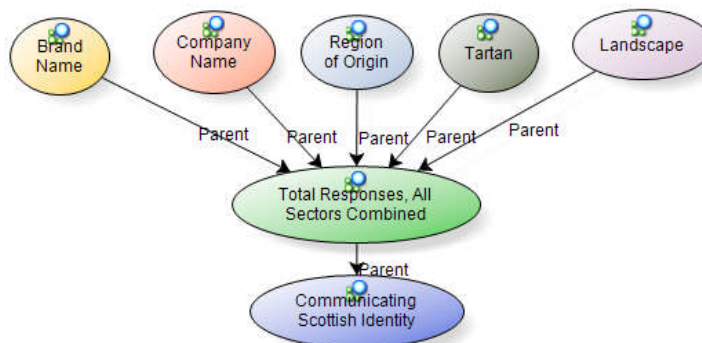 Brand
Name
Company
Name
Region
of Origin
Tartan
Landscape
Parent
Parent
Parent
Parent
Parent
Total Responses, All
Sectors Combined
Parent
Communicating
Scottish Identity